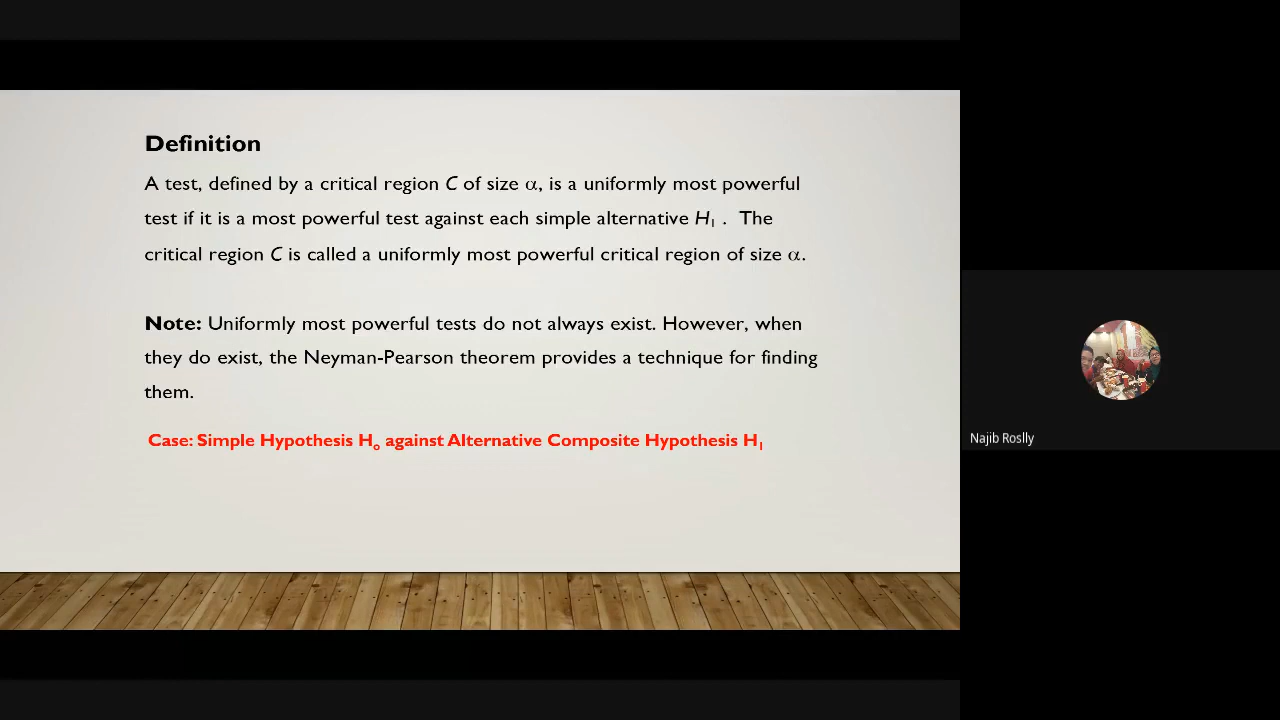 Definition
A test, defined by a critical region C of size α, is a uniformly most powerful
test if it is a most powerful test against each simple alternative H₁ . The
critical region C is called a uniformly most powerful critical region of size α.
Note: Uniformly most powerful tests do not always exist. However, when
they do exist, the Neyman-Pearson theorem provides a technique for finding
them.
Case: Simple Hypothesis Hₒ against Alternative Composite Hypothesis H₁
Najib Roslly